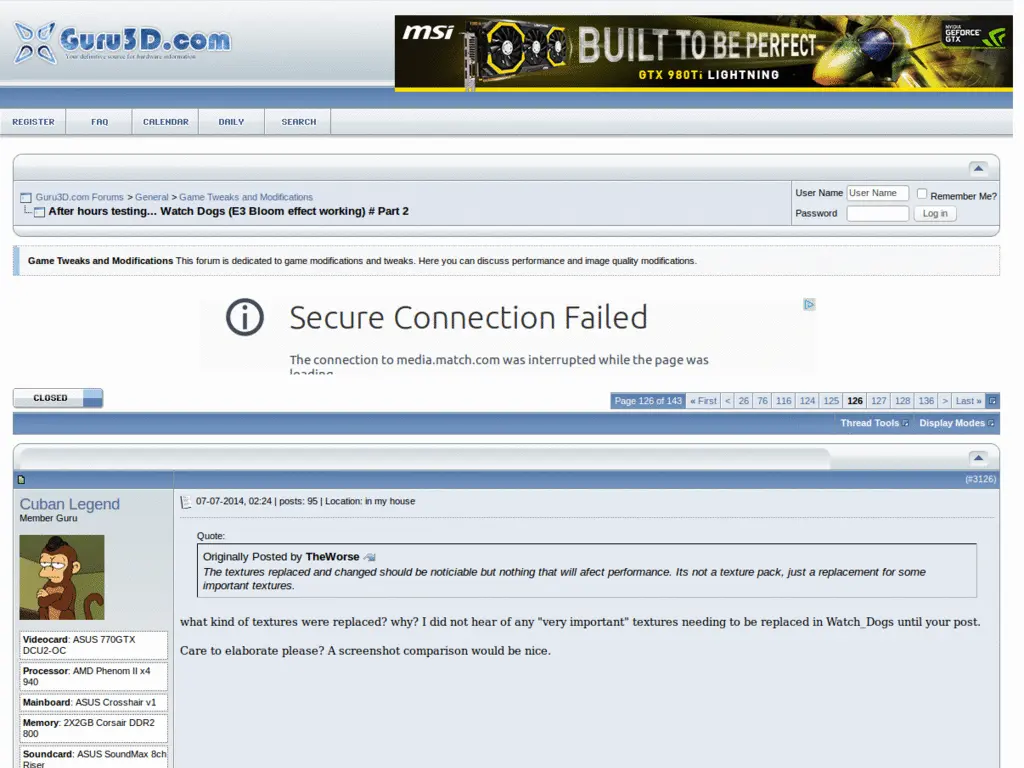 Guru3D.com
Your definitive source for hardware information
msi
BUILT TO BE PERFECT
GTX 980Ti LIGHTNING
NVIDIA
GEFORCE
GTX
REGISTER FAQ CALENDAR DAILY SEARCH
Guru3D.com Forums > General > Game Tweaks and Modifications
After hours testing... Watch Dogs (E3 Bloom effect working) # Part 2
User Name User Name Remember Me?
Password Log in
Game Tweaks and Modifications This forum is dedicated to game modifications and tweaks. Here you can discuss performance and image quality modifications.
Secure Connection Failed
The connection to media.match.com was interrupted while the page was
loading.
CLOSED
Page 126 of 143 « First < 26 76 116 124 125 126 127 128 136 > Last »
Thread Tools Display Modes
(#3126)
Cuban Legend
Member Guru
Videocard: ASUS 770GTX
DCU2-OC
Processor: AMD Phenom II x4
940
Mainboard: ASUS Crosshair v1
Memory: 2X2GB Corsair DDR2
800
Soundcard: ASUS SoundMax 8ch
Riser
07-07-2014, 02:24 | posts: 95 | Location: in my house
Quote:
Originally Posted by TheWorse
The textures replaced and changed should be noticiable but nothing that will afect performance. Its not a texture pack, just a replacement for some
important textures.
what kind of textures were replaced? why? I did not hear of any "very important" textures needing to be replaced in Watch_Dogs until your post.
Care to elaborate please? A screenshot comparison would be nice.